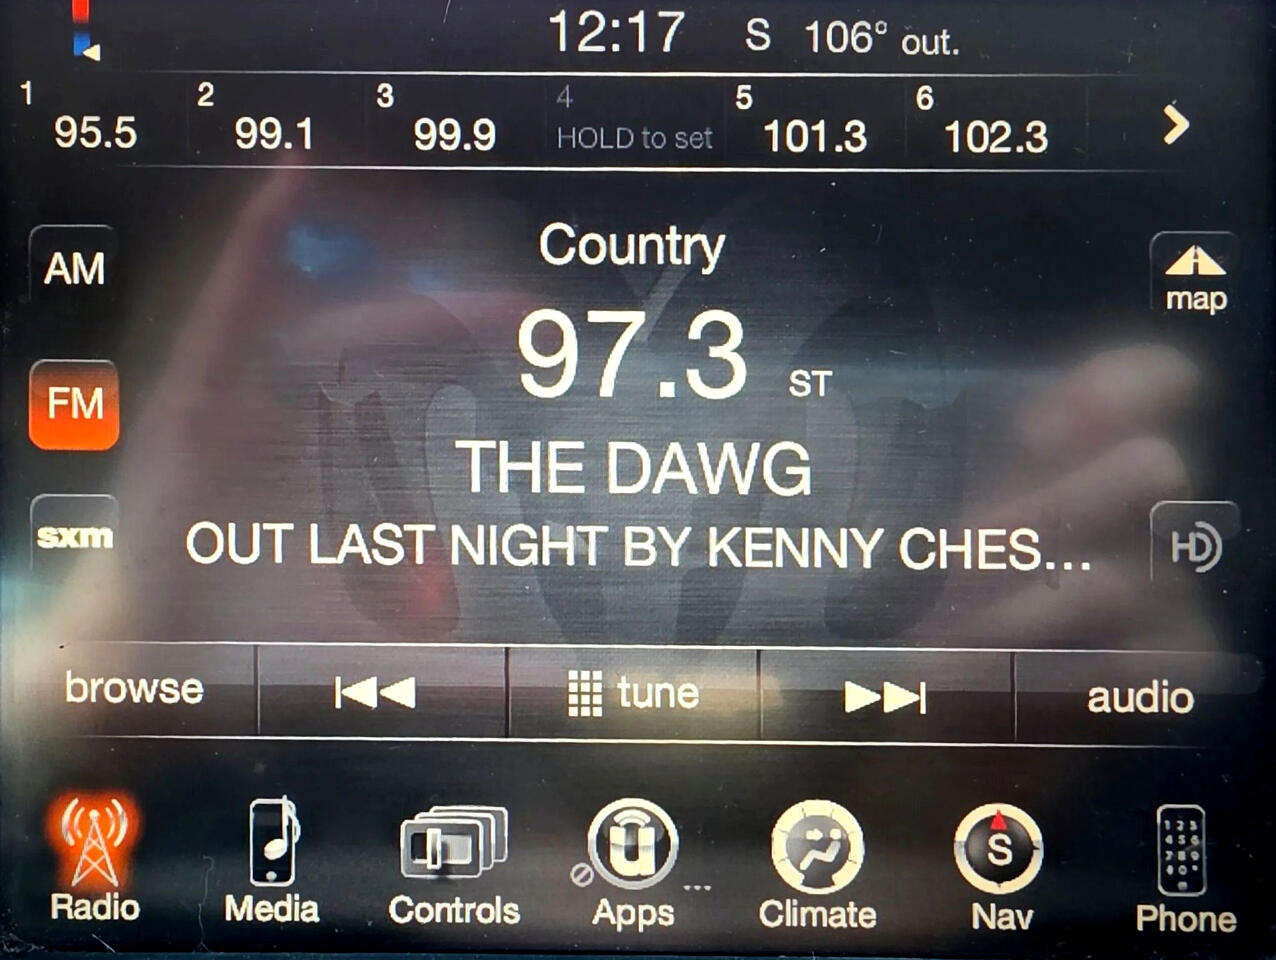 12:17 S 106° out.
1 95.5 2 99.1 3 99.9 4 HOLD to set 5 101.3 6 102.3
AM
Country
map
97.3 ST
FM
THE DAWG
sxm
OUT LAST NIGHT BY KENNY CHES...
HD
browse tune audio
Radio Media Controls Apps Climate Nav Phone